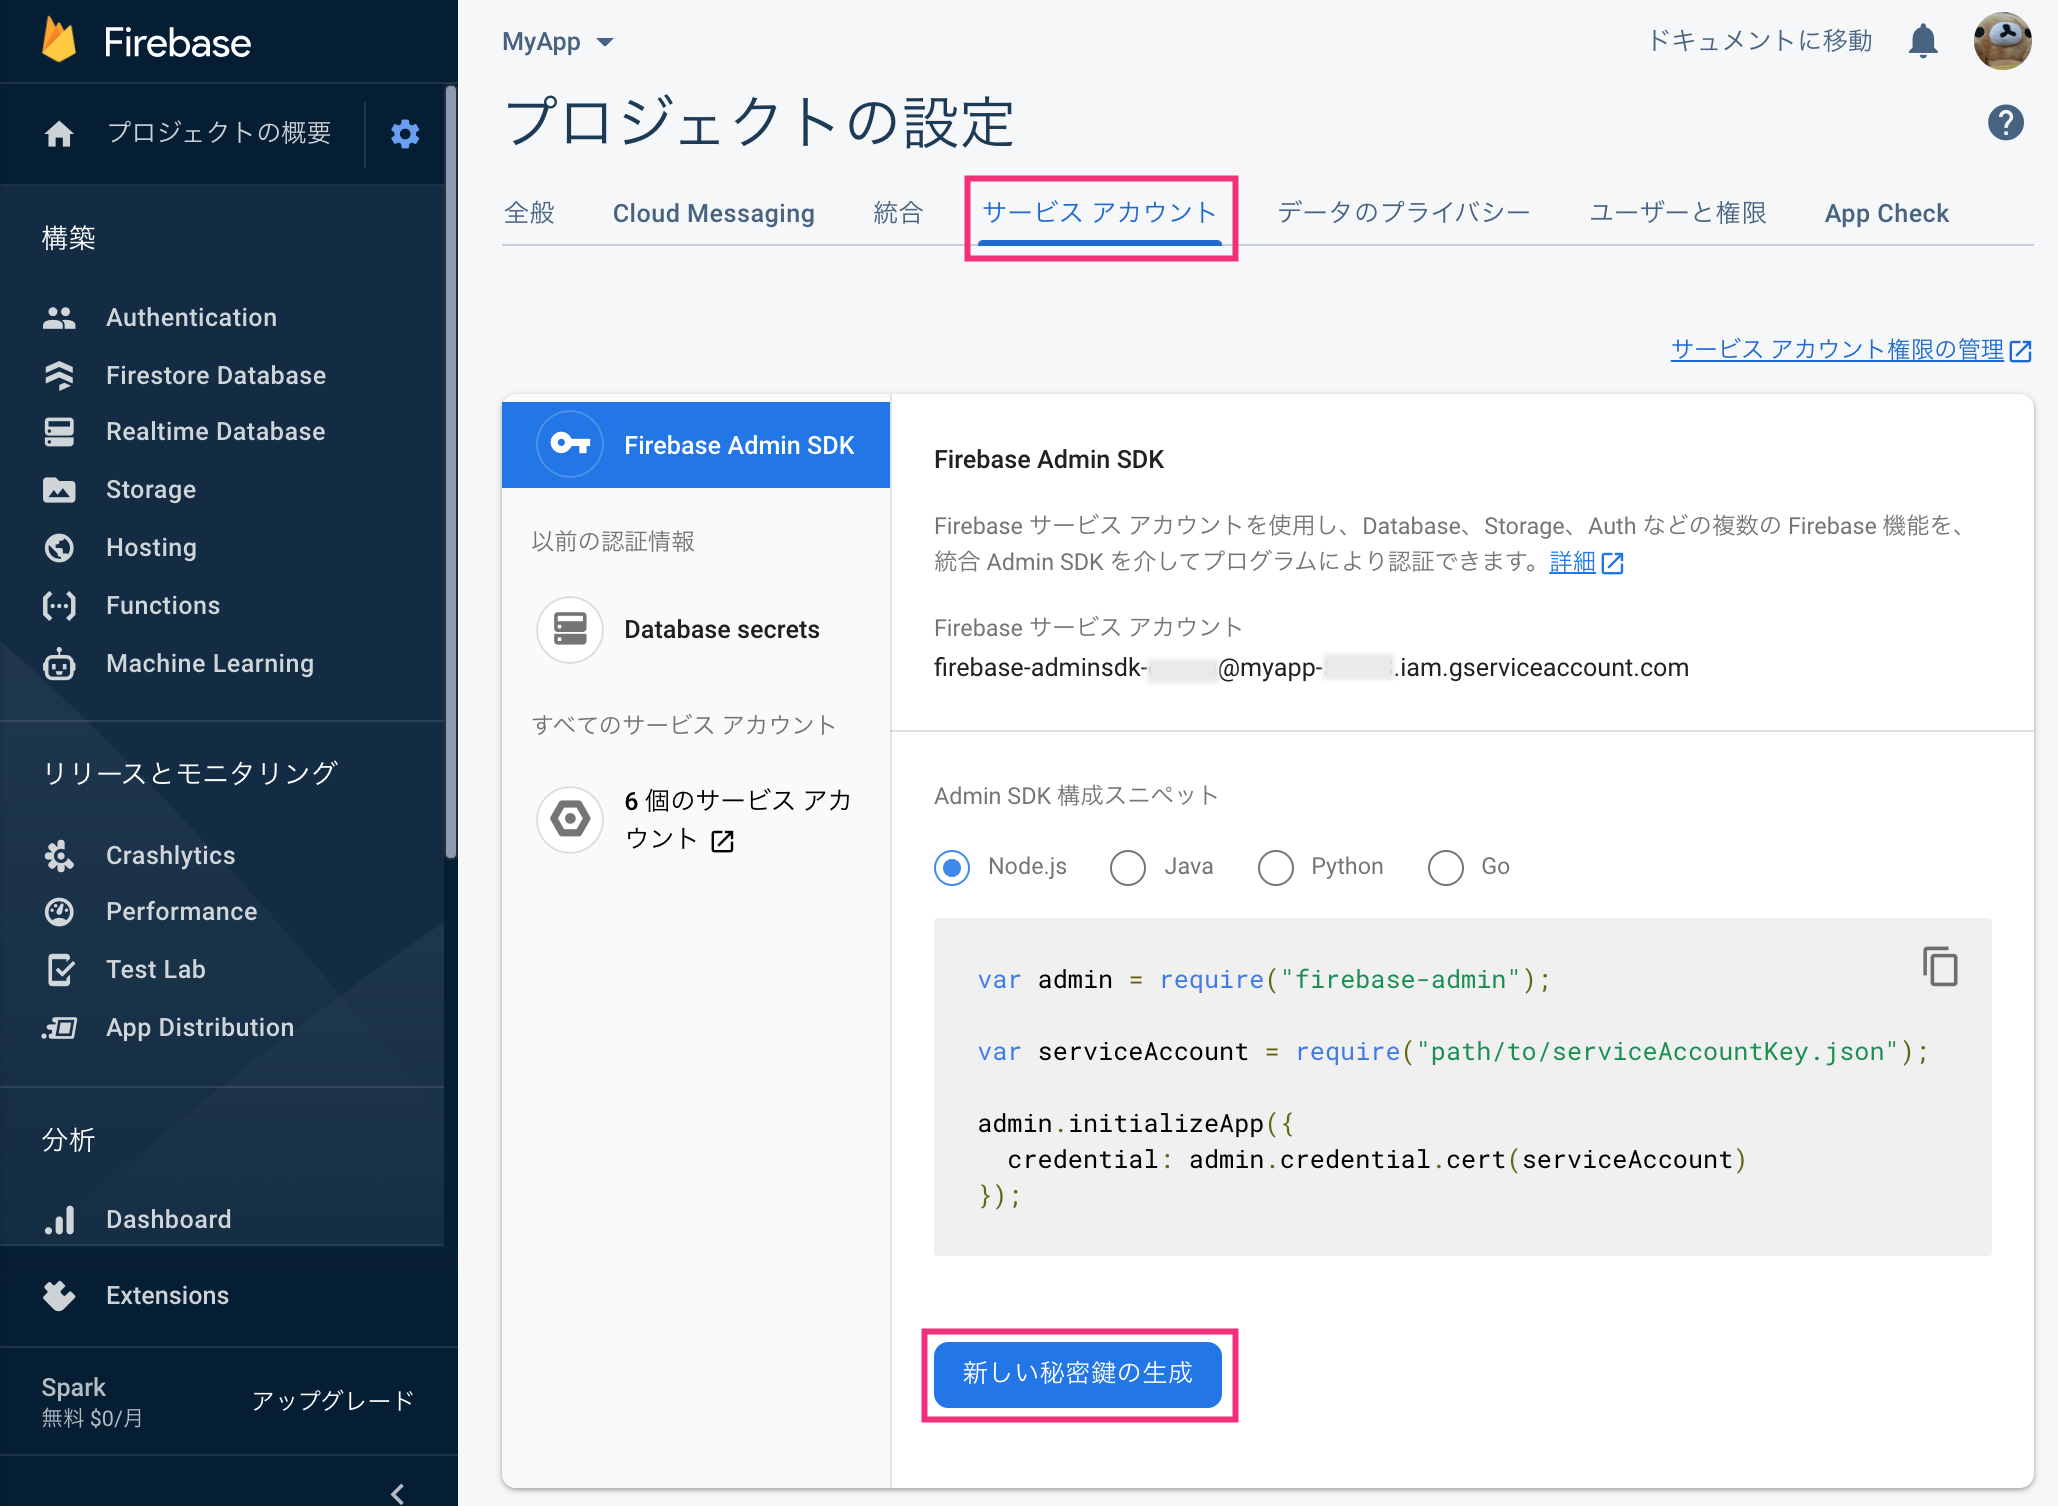 Firebase
プロジェクトの概要
構築
Authentication
Firestore Database
Realtime Database
Storage
Hosting
Functions
Machine Learning
リリースとモニタリング
Crashlytics
Performance
Test Lab
App Distribution
分析
Dashboard
Extensions
Spark
無料 $0/月
アップグレード
MyApp
ドキュメントに移動
プロジェクトの設定
全般 Cloud Messaging 統合 サービス アカウント データのプライバシー ユーザーと権限 App Check
サービス アカウント権限の管理
Firebase Admin SDK
以前の認証情報
Database secrets
すべてのサービス アカウント
6 個のサービス アカ
ウント
Firebase Admin SDK
Firebase サービス アカウントを使用し、Database、Storage、Auth などの複数の Firebase 機能を、
統合 Admin SDK を介してプログラムにより認証できます。詳細
Firebase サービス アカウント
firebase-adminsdk- @myapp- .iam.gserviceaccount.com
Admin SDK 構成スニペット
Node.js Java Python Go
var admin = require("firebase-admin");
var serviceAccount = require("path/to/serviceAccountKey.json");
admin.initializeApp({
  credential: admin.credential.cert(serviceAccount)
});
新しい秘密鍵の生成